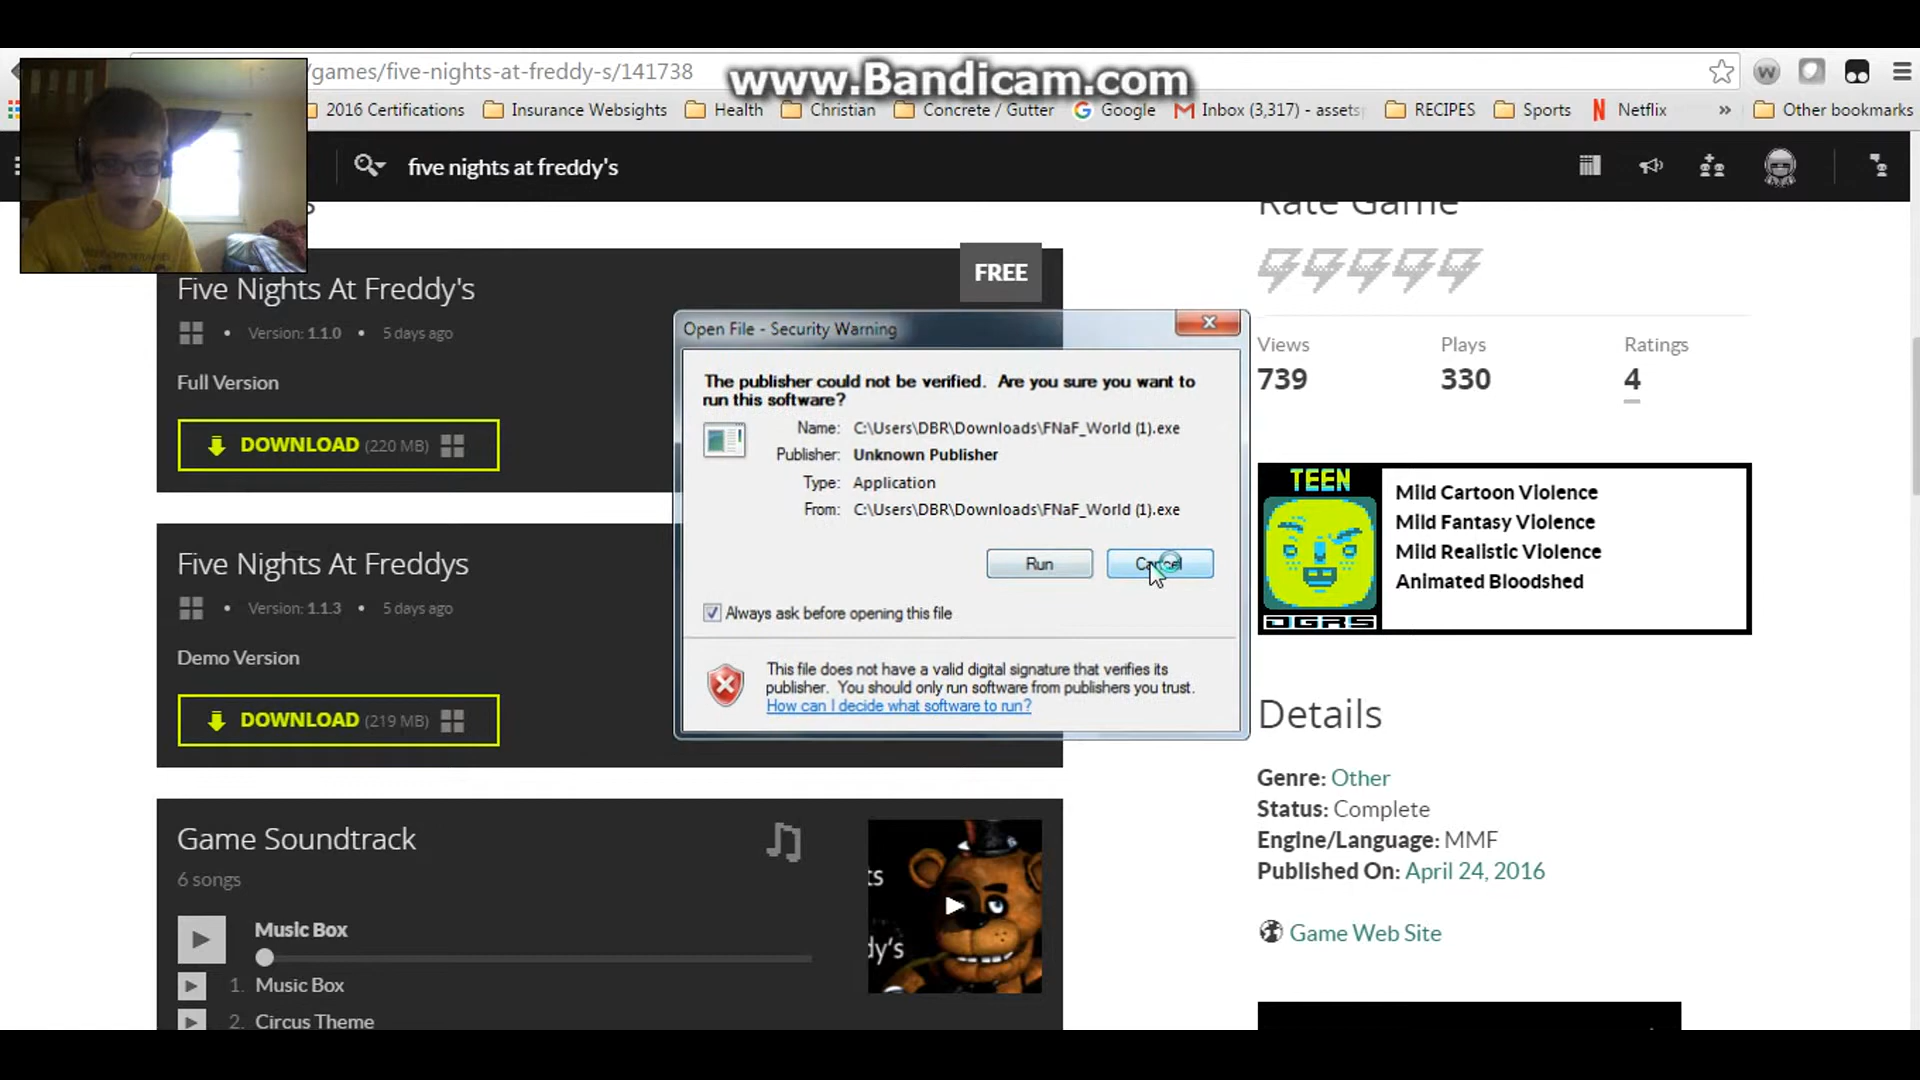 /games/five-nights-at-freddy-s/141738
www.Bandicam.com
2016 Certifications
Insurance Websights
Health
Christian
Concrete / Gutter
Google
Inbox (3,317) - assets
RECIPES
Sports
Netflix
»
Other bookmarks
five nights at freddy's
Five Nights At Freddy's
FREE
• Version: 1.1.0 • 5 days ago
Full Version
DOWNLOAD (220 MB)
Five Nights At Freddys
• Version: 1.1.3 • 5 days ago
Demo Version
DOWNLOAD (219 MB)
Game Soundtrack
6 songs
Music Box
1. Music Box
2. Circus Theme
Open File - Security Warning
The publisher could not be verified. Are you sure you want to
run this software?
Name: C:\Users\DBR\Downloads\FNaF_World (1).exe
Publisher: Unknown Publisher
Type: Application
From: C:\Users\DBR\Downloads\FNaF_World (1).exe
Run
Cancel
Always ask before opening this file
This file does not have a valid digital signature that verifies its
publisher. You should only run software from publishers you trust.
How can I decide what software to run?
Rate Game
Views
739
Plays
330
Ratings
4
TEEN
DGRS
Mild Cartoon Violence
Mild Fantasy Violence
Mild Realistic Violence
Animated Bloodshed
Details
Genre: Other
Status: Complete
Engine/Language: MMF
Published On: April 24, 2016
Game Web Site